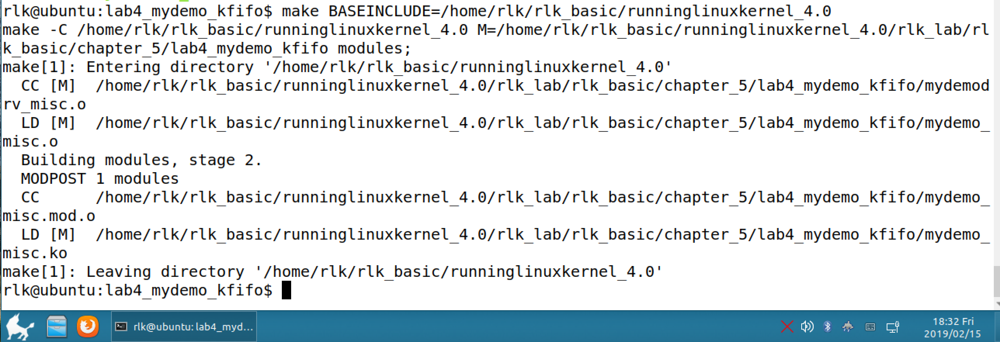 rlk@ubuntu:lab4_mydemo_kfifo$ make BASEINCLUDE=/home/rlk/rlk_basic/runninglinuxkernel_4.0
make -C /home/rlk/rlk_basic/runninglinuxkernel_4.0 M=/home/rlk/rlk_basic/runninglinuxkernel_4.0/rlk_lab/rl
k_basic/chapter_5/lab4_mydemo_kfifo modules;
make[1]: Entering directory '/home/rlk/rlk_basic/runninglinuxkernel_4.0'
  CC [M]  /home/rlk/rlk_basic/runninglinuxkernel_4.0/rlk_lab/rlk_basic/chapter_5/lab4_mydemo_kfifo/mydemod
rv_misc.o
  LD [M]  /home/rlk/rlk_basic/runninglinuxkernel_4.0/rlk_lab/rlk_basic/chapter_5/lab4_mydemo_kfifo/mydemo_
misc.o
  Building modules, stage 2.
  MODPOST 1 modules
  CC      /home/rlk/rlk_basic/runninglinuxkernel_4.0/rlk_lab/rlk_basic/chapter_5/lab4_mydemo_kfifo/mydemo_
misc.mod.o
  LD [M]  /home/rlk/rlk_basic/runninglinuxkernel_4.0/rlk_lab/rlk_basic/chapter_5/lab4_mydemo_kfifo/mydemo_
misc.ko
make[1]: Leaving directory '/home/rlk/rlk_basic/runninglinuxkernel_4.0'
rlk@ubuntu:lab4_mydemo_kfifo$
rlk@ubuntu: lab4_myd...
18:32 Fri
2019/02/15